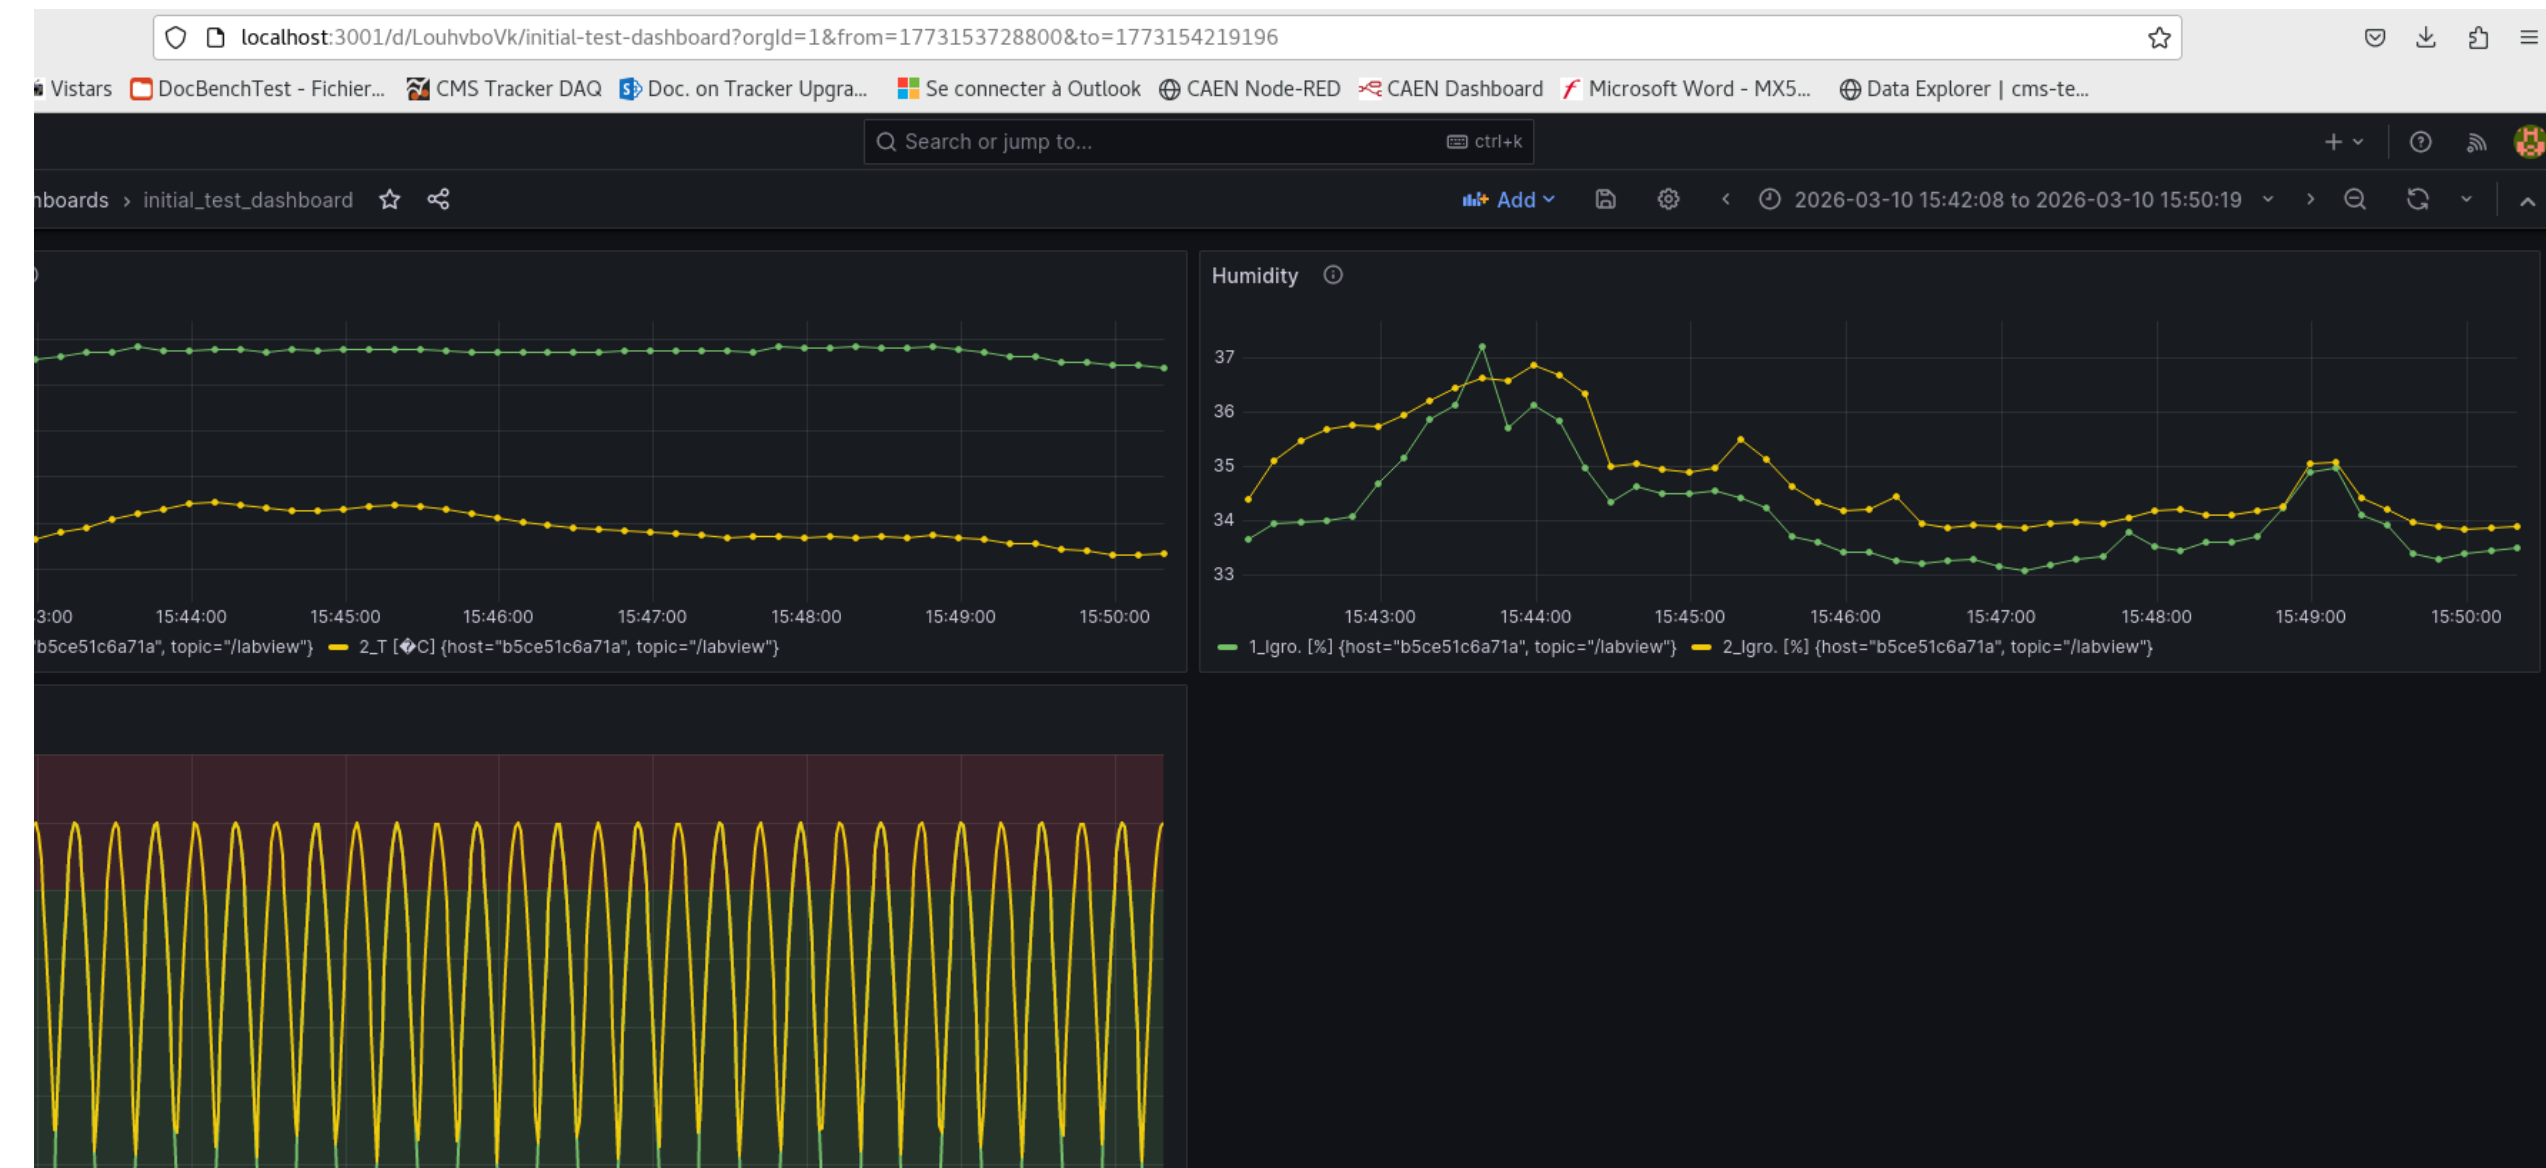 localhost:3001/d/LouhvboVk/initial-test-dashboard?orgId=1&from=1773153728800&to=1773154219196
Vistars DocBenchTest - Fichier... CMS Tracker DAQ Doc. on Tracker Upgra... Se connecter à Outlook CAEN Node-RED CAEN Dashboard Microsoft Word - MX5... Data Explorer | cms-te...
Search or jump to... ctrl+k
hboards › initial_test_dashboard Add 2026-03-10 15:42:08 to 2026-03-10 15:50:19
Humidity
37
36
35
34
33
3:00 15:44:00 15:45:00 15:46:00 15:47:00 15:48:00 15:49:00 15:50:00
15:43:00 15:44:00 15:45:00 15:46:00 15:47:00 15:48:00 15:49:00 15:50:00
"b5ce51c6a71a", topic="/labview"} 2_T [�C] {host="b5ce51c6a71a", topic="/labview"}
1_Igro. [%] {host="b5ce51c6a71a", topic="/labview"} 2_Igro. [%] {host="b5ce51c6a71a", topic="/labview"}